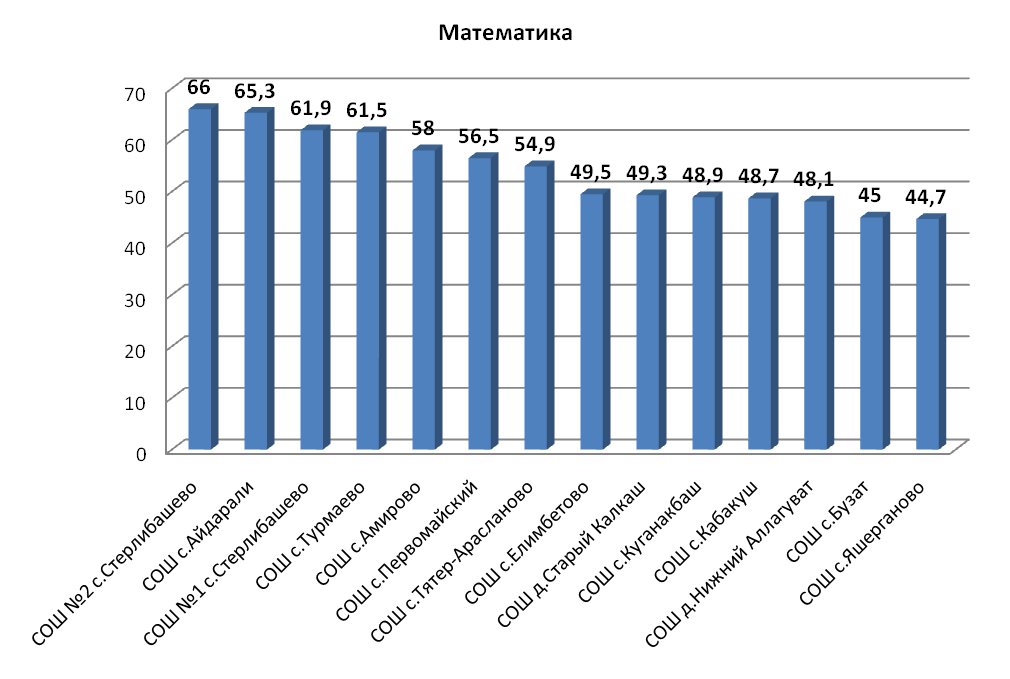 Математика
66
65,3
61,9
61,5
58
56,5
54,9
49,5
49,3
48,9
48,7
48,1
45
44,7
70
60
50
40
30
20
10
0
СОШ №2 с.Стерлибашево
СОШ с.Айдарали
СОШ №1 с.Стерлибашево
СОШ с.Турмаево
СОШ с.Амирово
СОШ с.Первомайский
СОШ с.Тятер-Арасланово
СОШ с.Елимбетово
СОШ д.Старый Калкаш
СОШ с.Куганакбаш
СОШ с.Кабакуш
СОШ д.Нижний Аллагуват
СОШ с.Бузат
СОШ с.Яшерганово